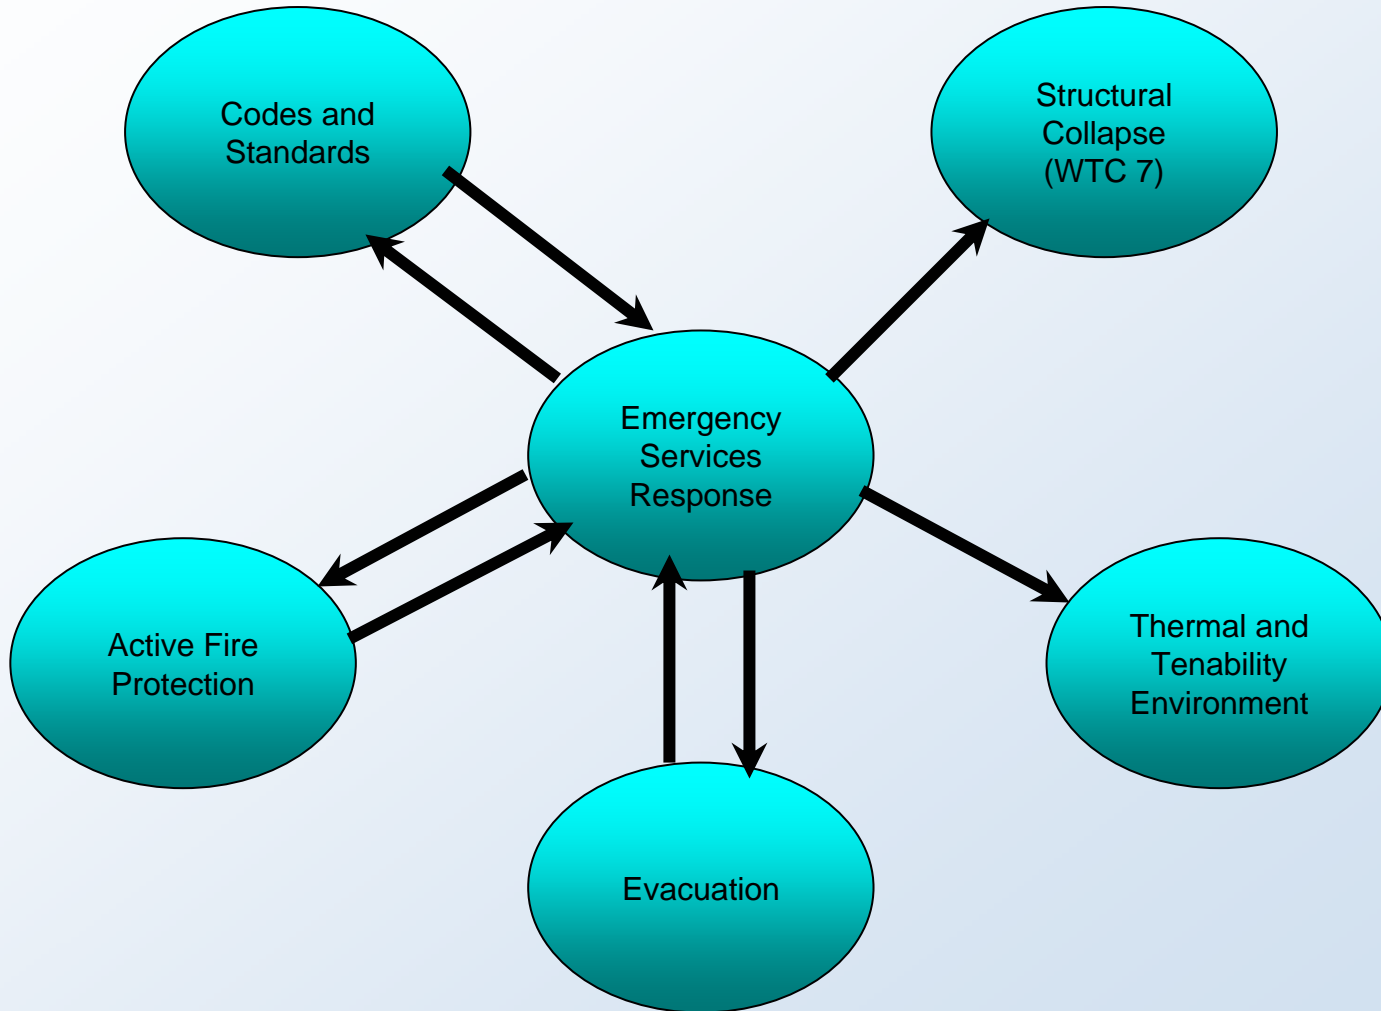 Codes and
Standards
Structural
Collapse
(WTC 7)
Emergency
Services
Response
Active Fire
Protection
Thermal and
Tenability
Environment
Evacuation